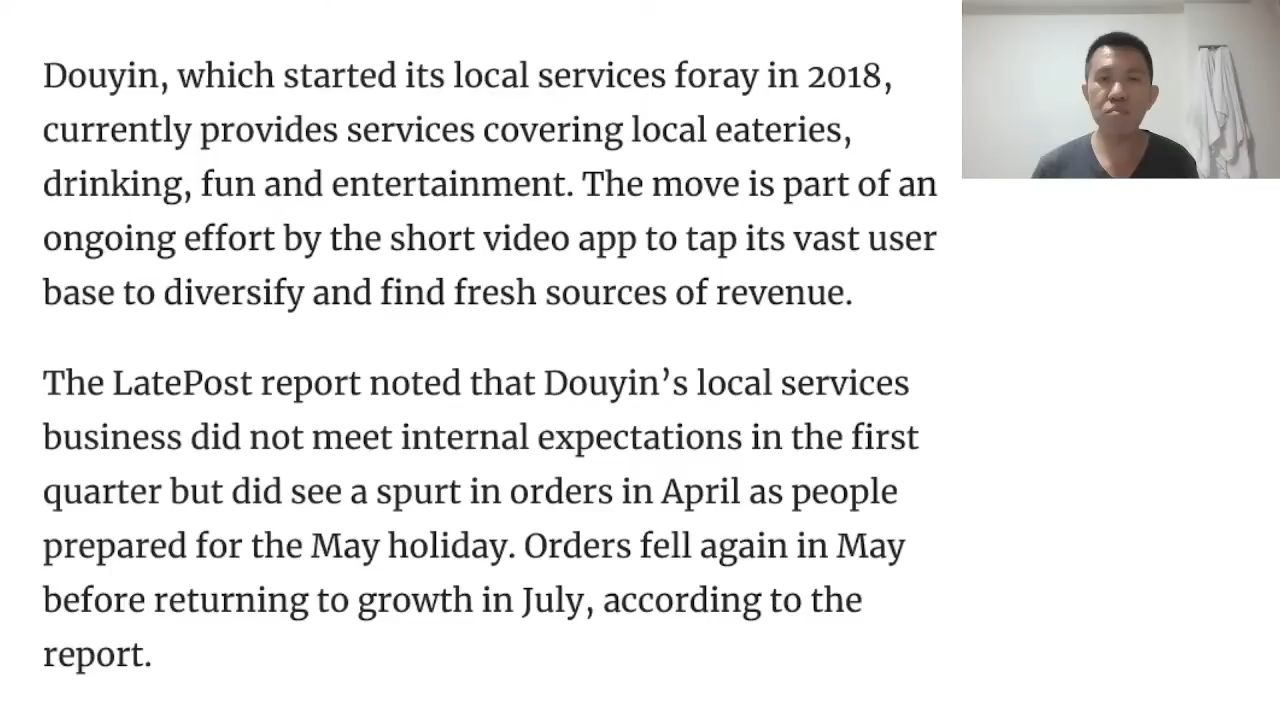 Douyin, which started its local services foray in 2018,
currently provides services covering local eateries,
drinking, fun and entertainment. The move is part of an
ongoing effort by the short video app to tap its vast user
base to diversify and find fresh sources of revenue.
The LatePost report noted that Douyin’s local services
business did not meet internal expectations in the first
quarter but did see a spurt in orders in April as people
prepared for the May holiday. Orders fell again in May
before returning to growth in July, according to the
report.